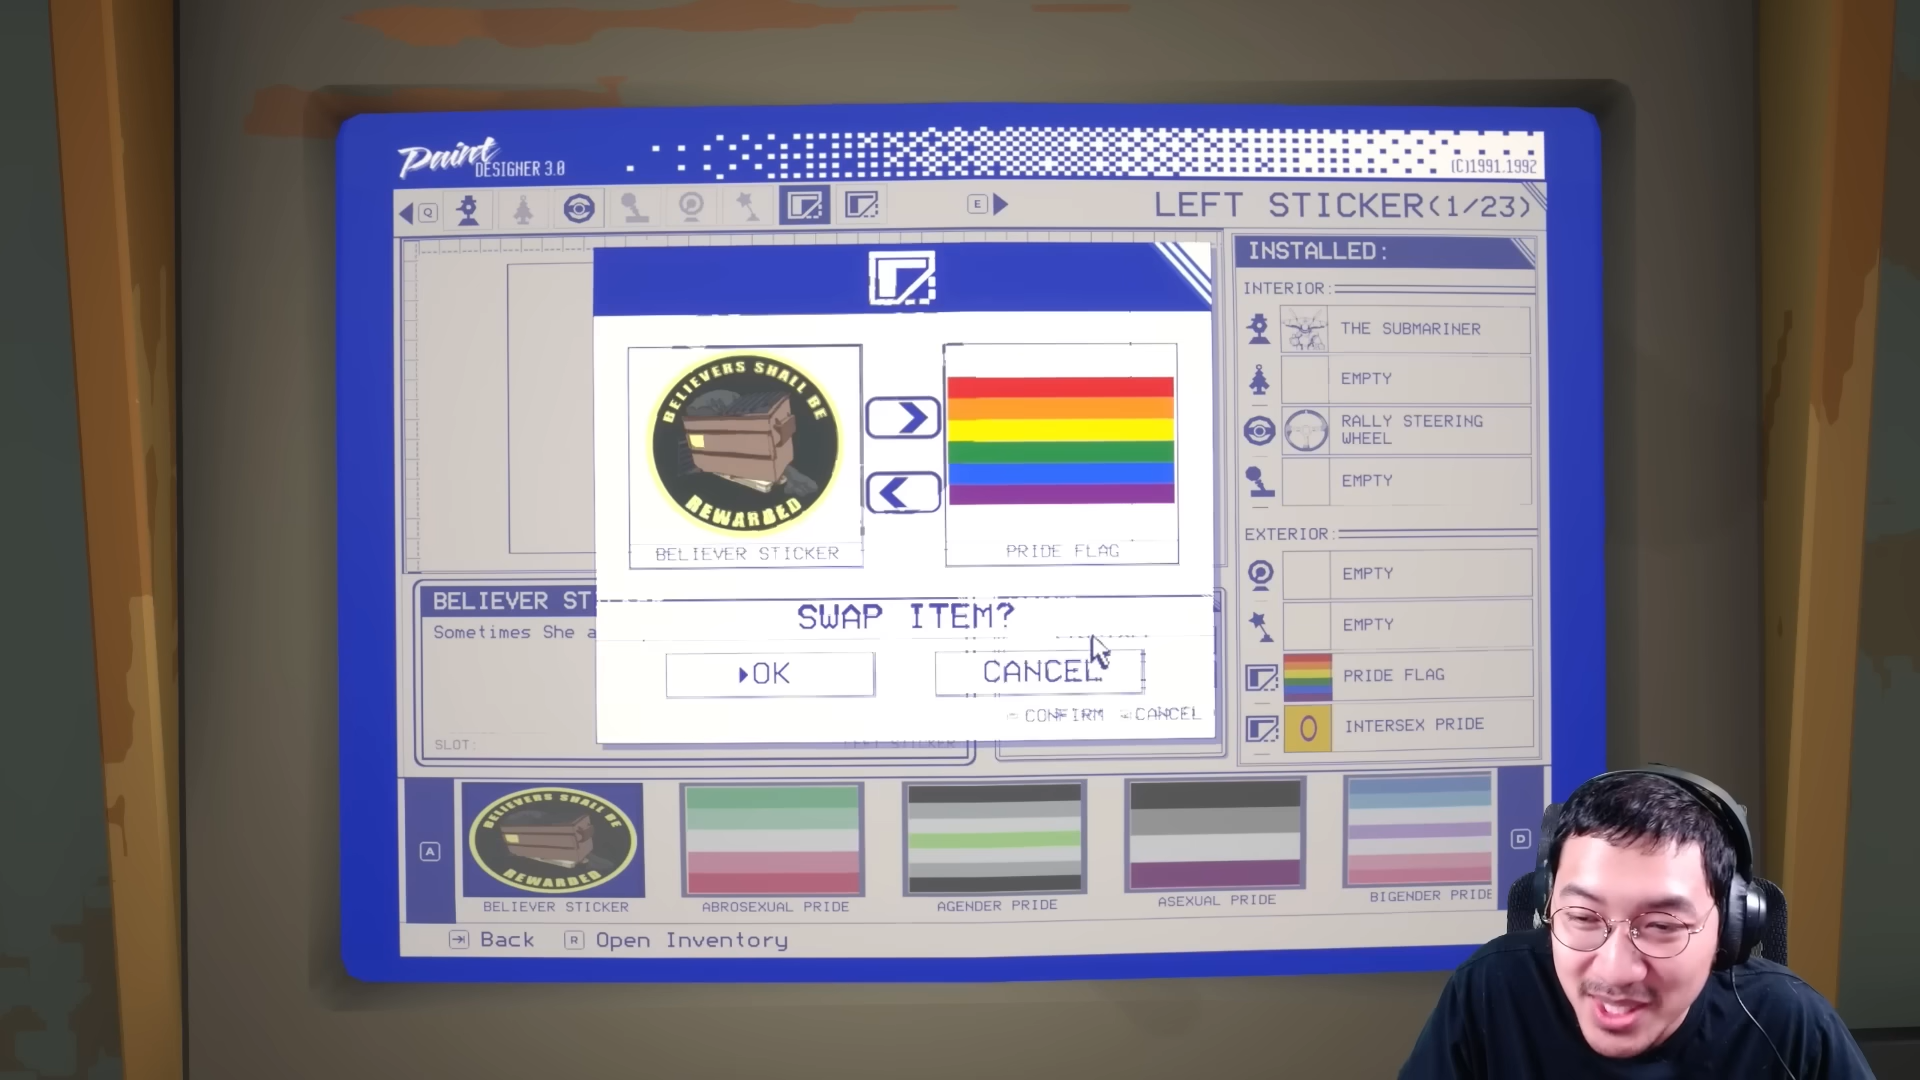 Paint
DESIGNER 3.0
(C)1991.1992
Q
E
LEFT STICKER(1/23)
INSTALLED:
INTERIOR:
THE SUBMARINER
EMPTY
RALLY STEERING
WHEEL
EMPTY
EXTERIOR:
EMPTY
EMPTY
PRIDE FLAG
INTERSEX PRIDE
BELIEVERS SHALL BE
REWARDED
BELIEVER STICKER
PRIDE FLAG
SWAP ITEM?
OK
CANCEL
CONFIRM
CANCEL
BELIEVER ST
Sometimes She a
SLOT:
LEFT STICKER
A
BELIEVERS SHALL BE
REWARDED
D
BELIEVER STICKER
ABROSEXUAL PRIDE
AGENDER PRIDE
ASEXUAL PRIDE
BIGENDER PRIDE
Back
R
Open Inventory